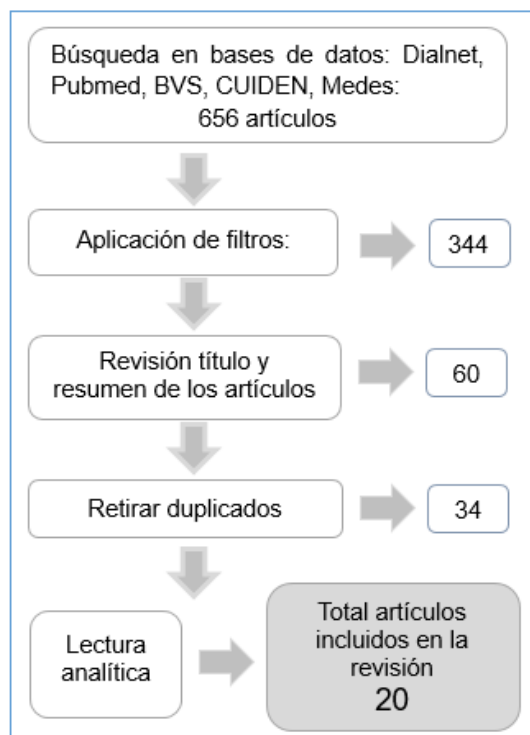 Búsqueda en bases de datos: Dialnet,
Pubmed, BVS, CUIDEN, Medes:
656 artículos
Aplicación de filtros:
344
Revisión título y
resumen de los artículos
60
Retirar duplicados
34
Lectura
analítica
Total artículos
incluidos en la
revisión
20